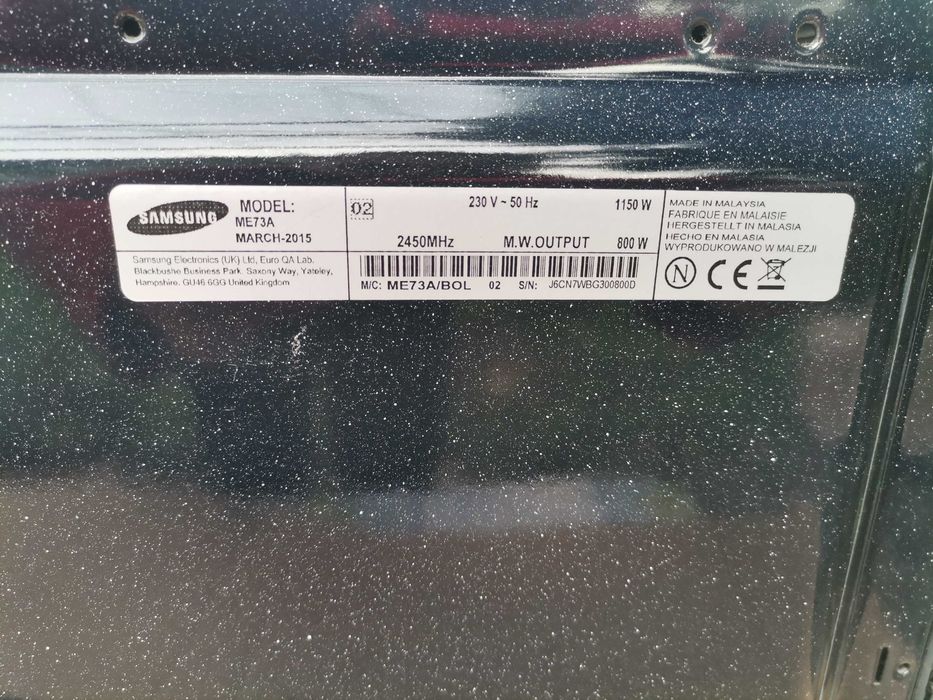 SAMSUNG
MODEL:
ME73A
MARCH-2015
Samsung Electronics (UK) Ltd, Euro QA Lab.
Blackbushe Business Park. Saxony Way, Yateley,
Hampshire. GU46 6GG United Kingdom
02
230 V ~ 50 Hz 1150 W
2450MHz M.W.OUTPUT 800 W
M/C: ME73A/BOL 02 S/N: J6CN7WBG300800D
MADE IN MALAYSIA
FABRIQUE EN MALAISIE
HERGESTELLT IN MALASIA
HECHO EN MALASIA
WYPRODUKOWANO W MALEZJI
N CE